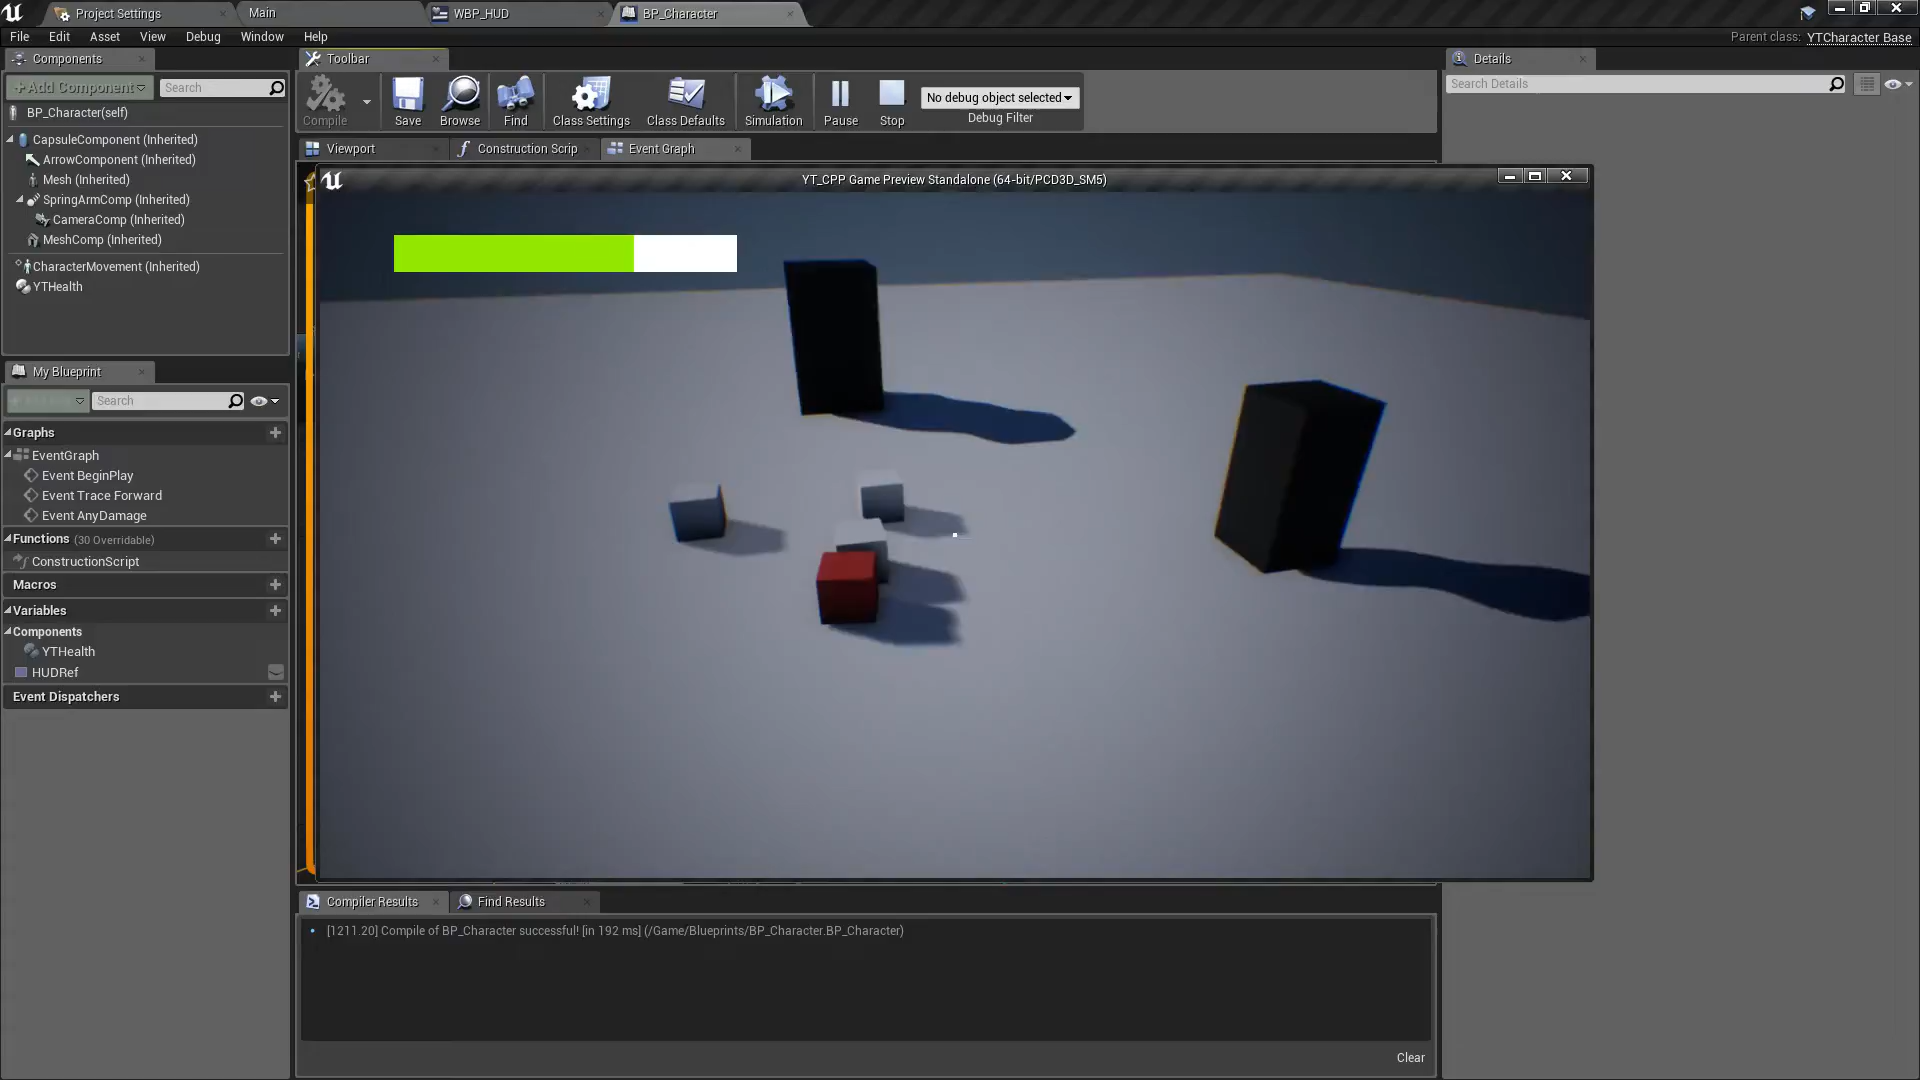 Project Settings
Main
WBP_HUD
BP_Character
File Edit Asset View Debug Window Help
Parent class: YTCharacter Base
Components
Toolbar
Details
+Add Component
Search
Search Details
BP_Character(self)
CapsuleComponent (Inherited)
ArrowComponent (Inherited)
Mesh (Inherited)
SpringArmComp (Inherited)
CameraComp (Inherited)
MeshComp (Inherited)
CharacterMovement (Inherited)
YTHealth
Compile
Save
Browse
Find
Class Settings
Class Defaults
Simulation
Pause
Stop
No debug object selected
Debug Filter
Viewport
Construction Scrip
Event Graph
YT_CPP Game Preview Standalone (64-bit/PCD3D_SM5)
My Blueprint
Search
Graphs
EventGraph
Event BeginPlay
Event Trace Forward
Event AnyDamage
Functions (30 Overridable)
ConstructionScript
Macros
Variables
Components
YTHealth
HUDRef
Event Dispatchers
Compiler Results
Find Results
[1211.20] Compile of BP_Character successful! [in 192 ms] (/Game/Blueprints/BP_Character.BP_Character)
Clear